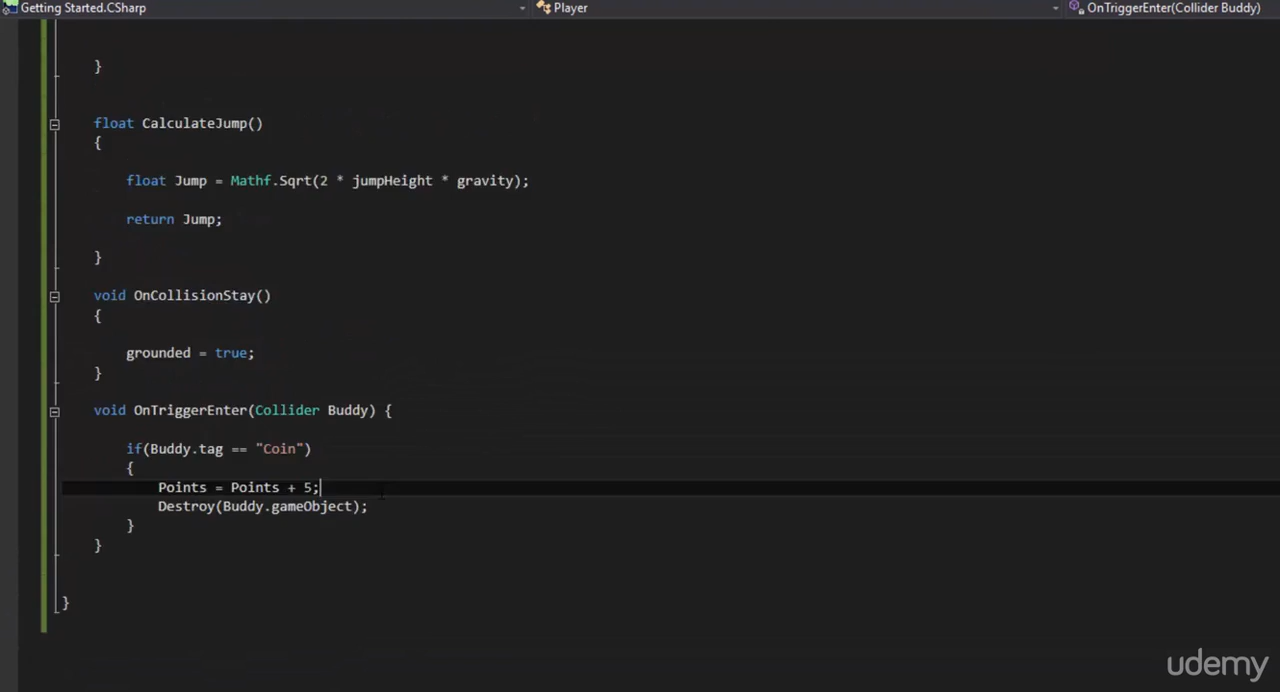 Getting Started.CSharp Player OnTriggerEnter(Collider Buddy)
}
float CalculateJump()
{
float Jump = Mathf.Sqrt(2 * jumpHeight * gravity);
return Jump;
}
void OnCollisionStay()
{
grounded = true;
}
void OnTriggerEnter(Collider Buddy) {
if(Buddy.tag == "Coin")
{
Points = Points + 5;
Destroy(Buddy.gameObject);
}
}
}
udemy